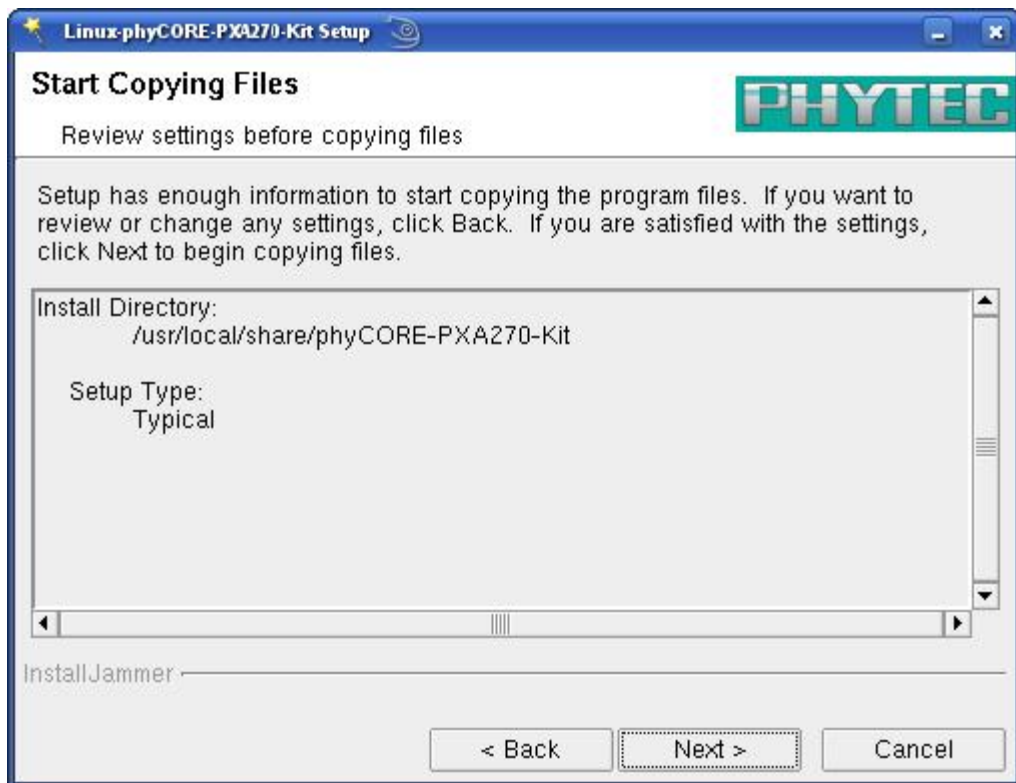 Linux-phyCORE-PXA270-Kit Setup
Start Copying Files
PHYTEC
Review settings before copying files
Setup has enough information to start copying the program files.  If you want to
review or change any settings, click Back.  If you are satisfied with the settings,
click Next to begin copying files.
Install Directory:
/usr/local/share/phyCORE-PXA270-Kit
Setup Type:
Typical
InstallJammer
< Back
Next >
Cancel